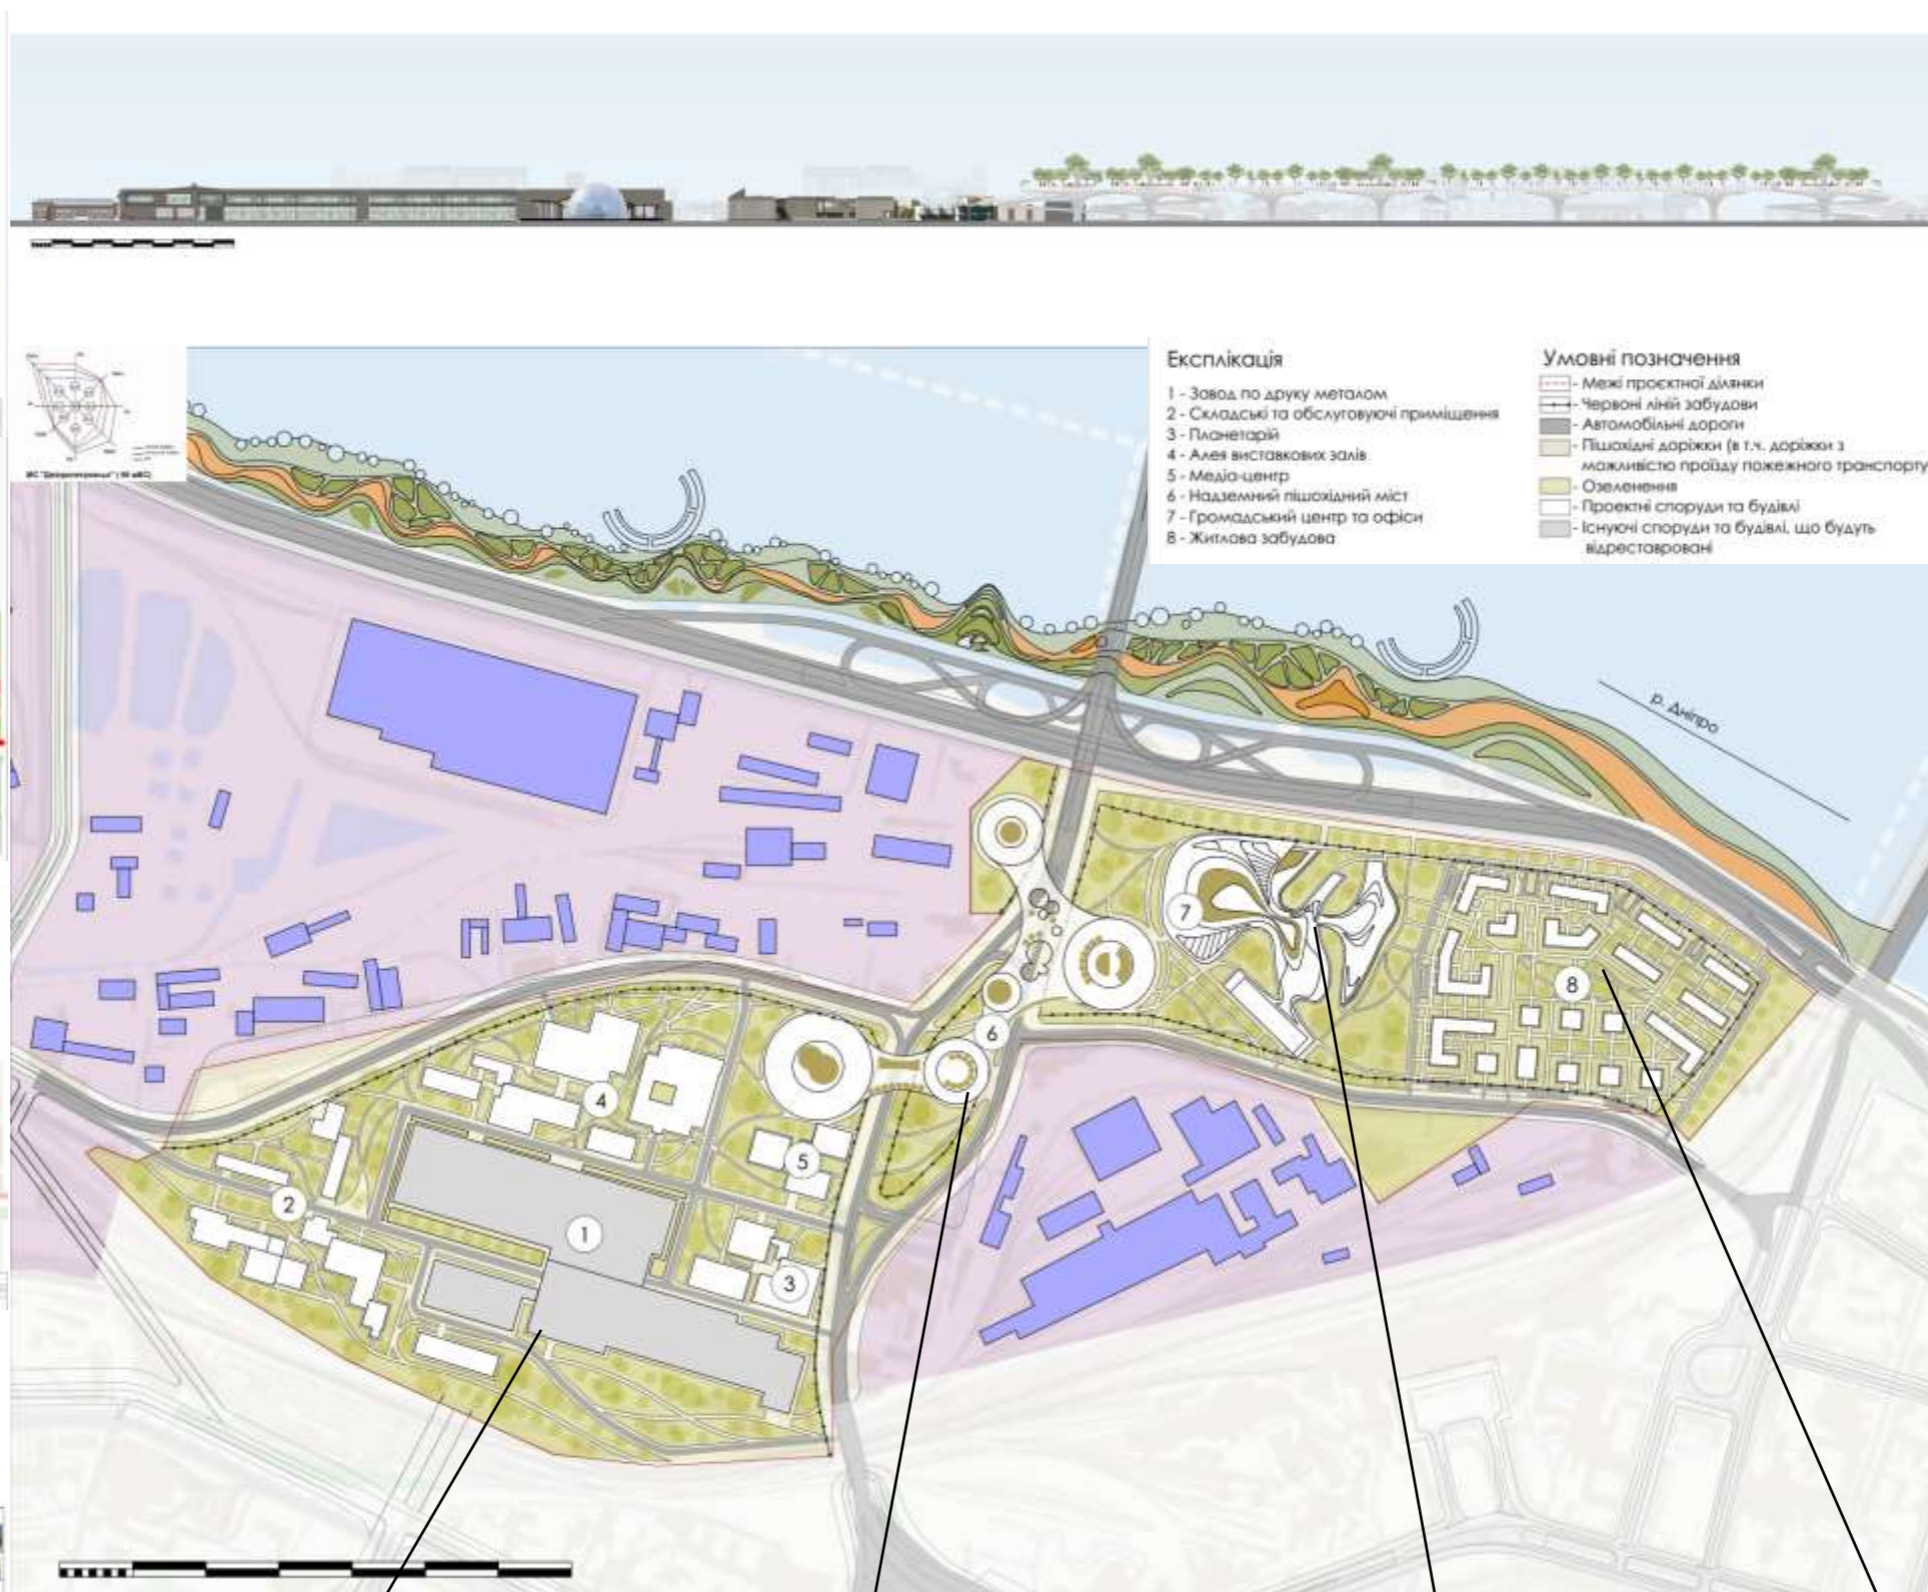 Експлікація
1 - Завод по друку металом
2 - Складські та обслуговуючі приміщення
3 - Планетарій
4 - Алея виставкових залів
5 - Медіа-центр
6 - Надземний пішохідний міст
7 - Громадський центр та офіси
8 - Житлова забудова
Умовні позначення
- Межі проєктної ділянки
- Червоні ліній забудови
- Автомобільні дороги
- Пішохідні доріжки (в т.ч. доріжки з
можливістю проїзду пожежного транспорту
- Озеленення
- Проектні споруди та будівлі
- Існуючі споруди та будівлі, що будуть
відреставровані
р. Дніпро
7
8
6
4
5
2
1
3